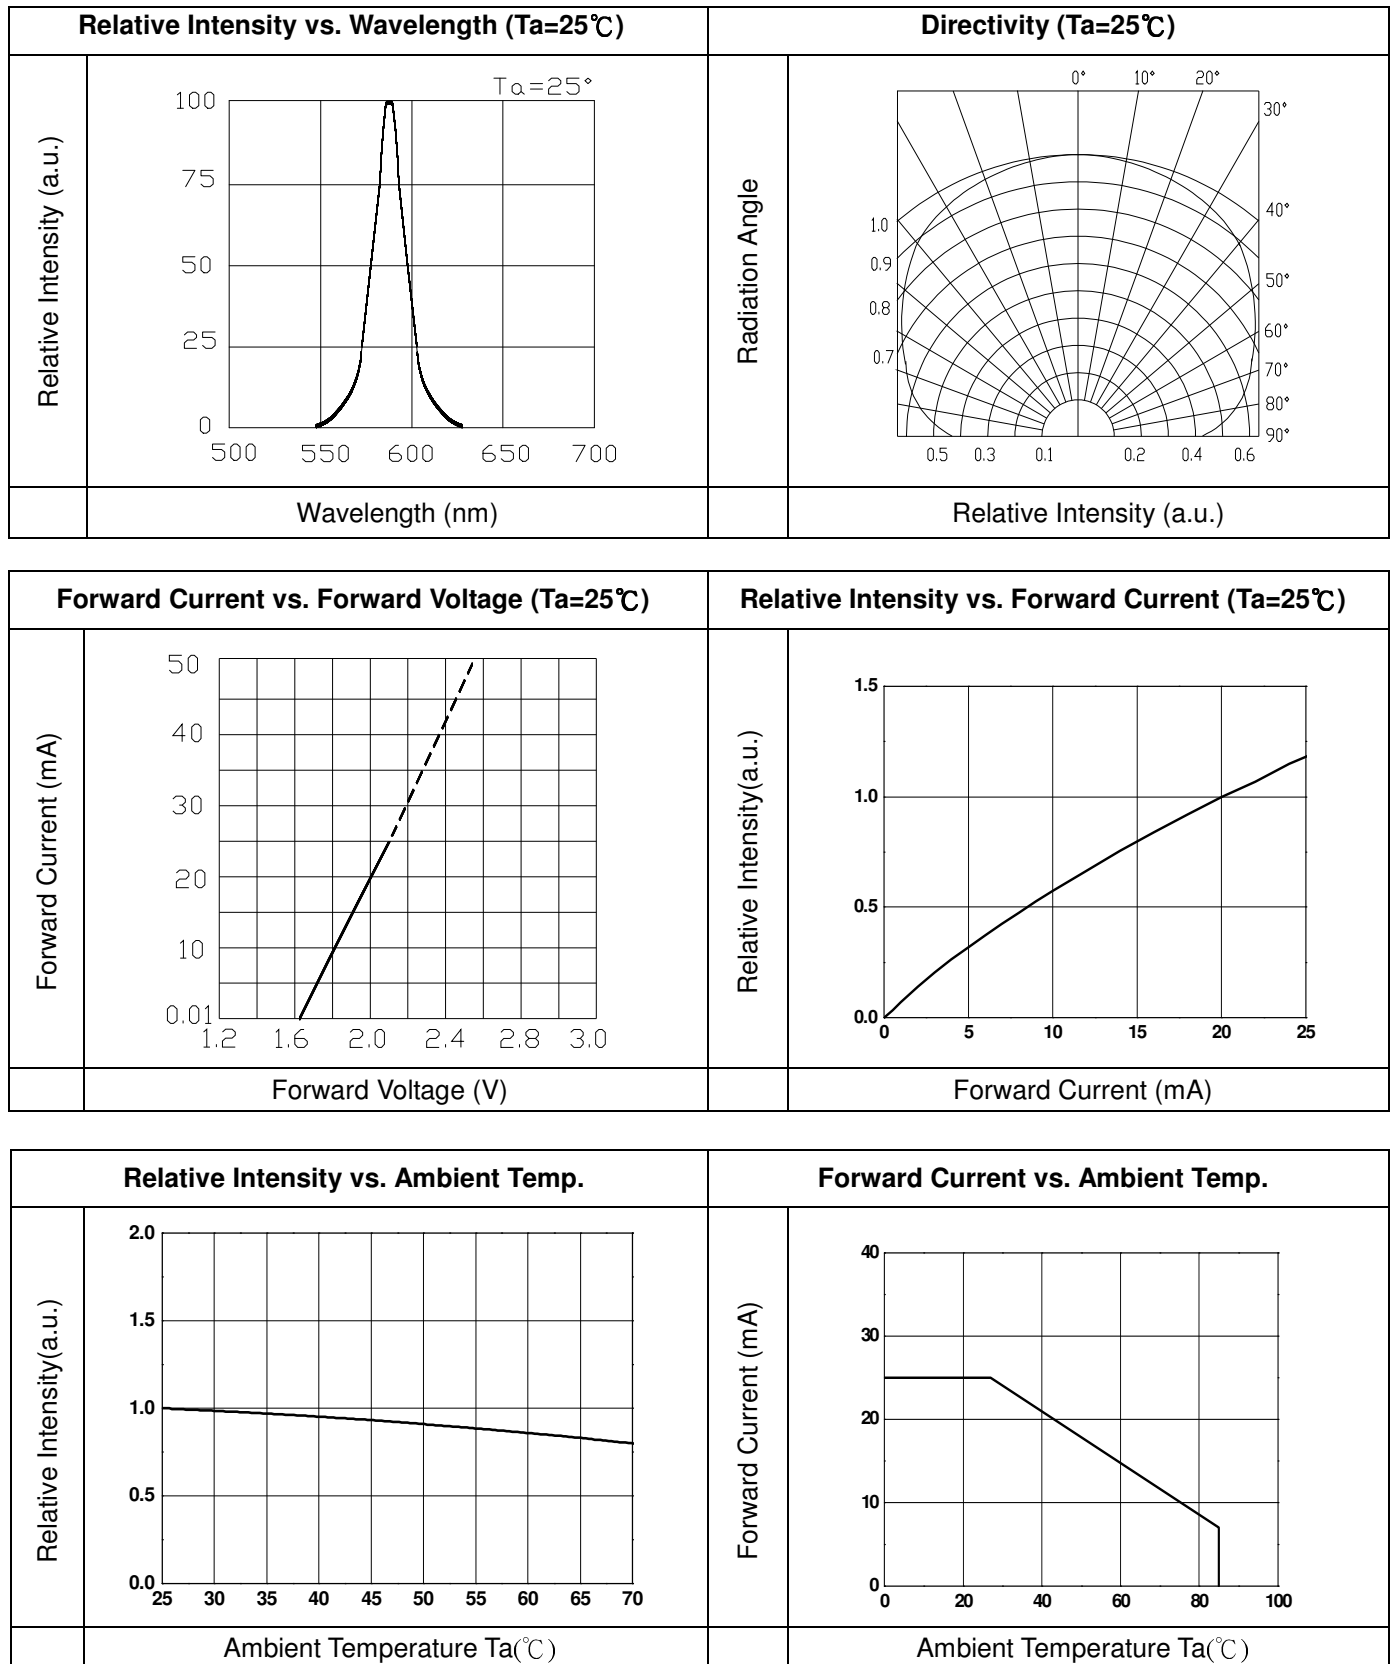 Relative Intensity vs. Wavelength (Ta=25℃)
Directivity (Ta=25℃)
Relative Intensity (a.u.)
Ta=25°
100
75
50
25
0
500 550 600 650 700
Wavelength (nm)
Radiation Angle
0° 10° 20°
30°
40°
50°
60°
70°
80°
90°
1.0
0.9
0.8
0.7
0.5 0.3 0.1 0.2 0.4 0.6
Relative Intensity (a.u.)
Forward Current vs. Forward Voltage (Ta=25℃)
Relative Intensity vs. Forward Current (Ta=25℃)
Forward Current (mA)
50
40
30
20
10
0.01
1.2 1.6 2.0 2.4 2.8 3.0
Forward Voltage (V)
Relative Intensity(a.u.)
1.5
1.0
0.5
0.0
0 5 10 15 20 25
Forward Current (mA)
Relative Intensity vs. Ambient Temp.
Forward Current vs. Ambient Temp.
Relative Intensity(a.u.)
2.0
1.5
1.0
0.5
0.0
25 30 35 40 45 50 55 60 65 70
Ambient Temperature Ta(℃)
Forward Current (mA)
40
30
20
10
0
0 20 40 60 80 100
Ambient Temperature Ta(℃)